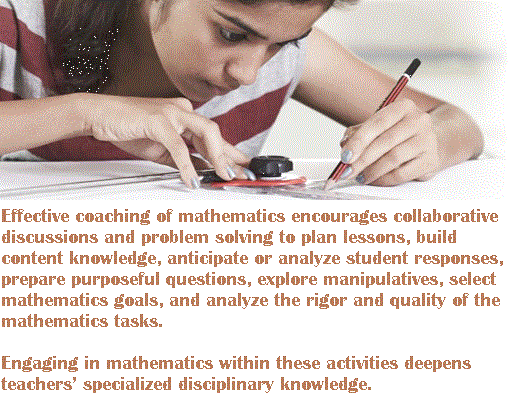 Effective coaching of mathematics encourages collaborative
discussions and problem solving to plan lessons, build
content knowledge, anticipate or analyze student responses,
prepare purposeful questions, explore manipulatives, select
mathematics goals, and analyze the rigor and quality of the
mathematics tasks.
Engaging in mathematics within these activities deepens
teachers’ specialized disciplinary knowledge.